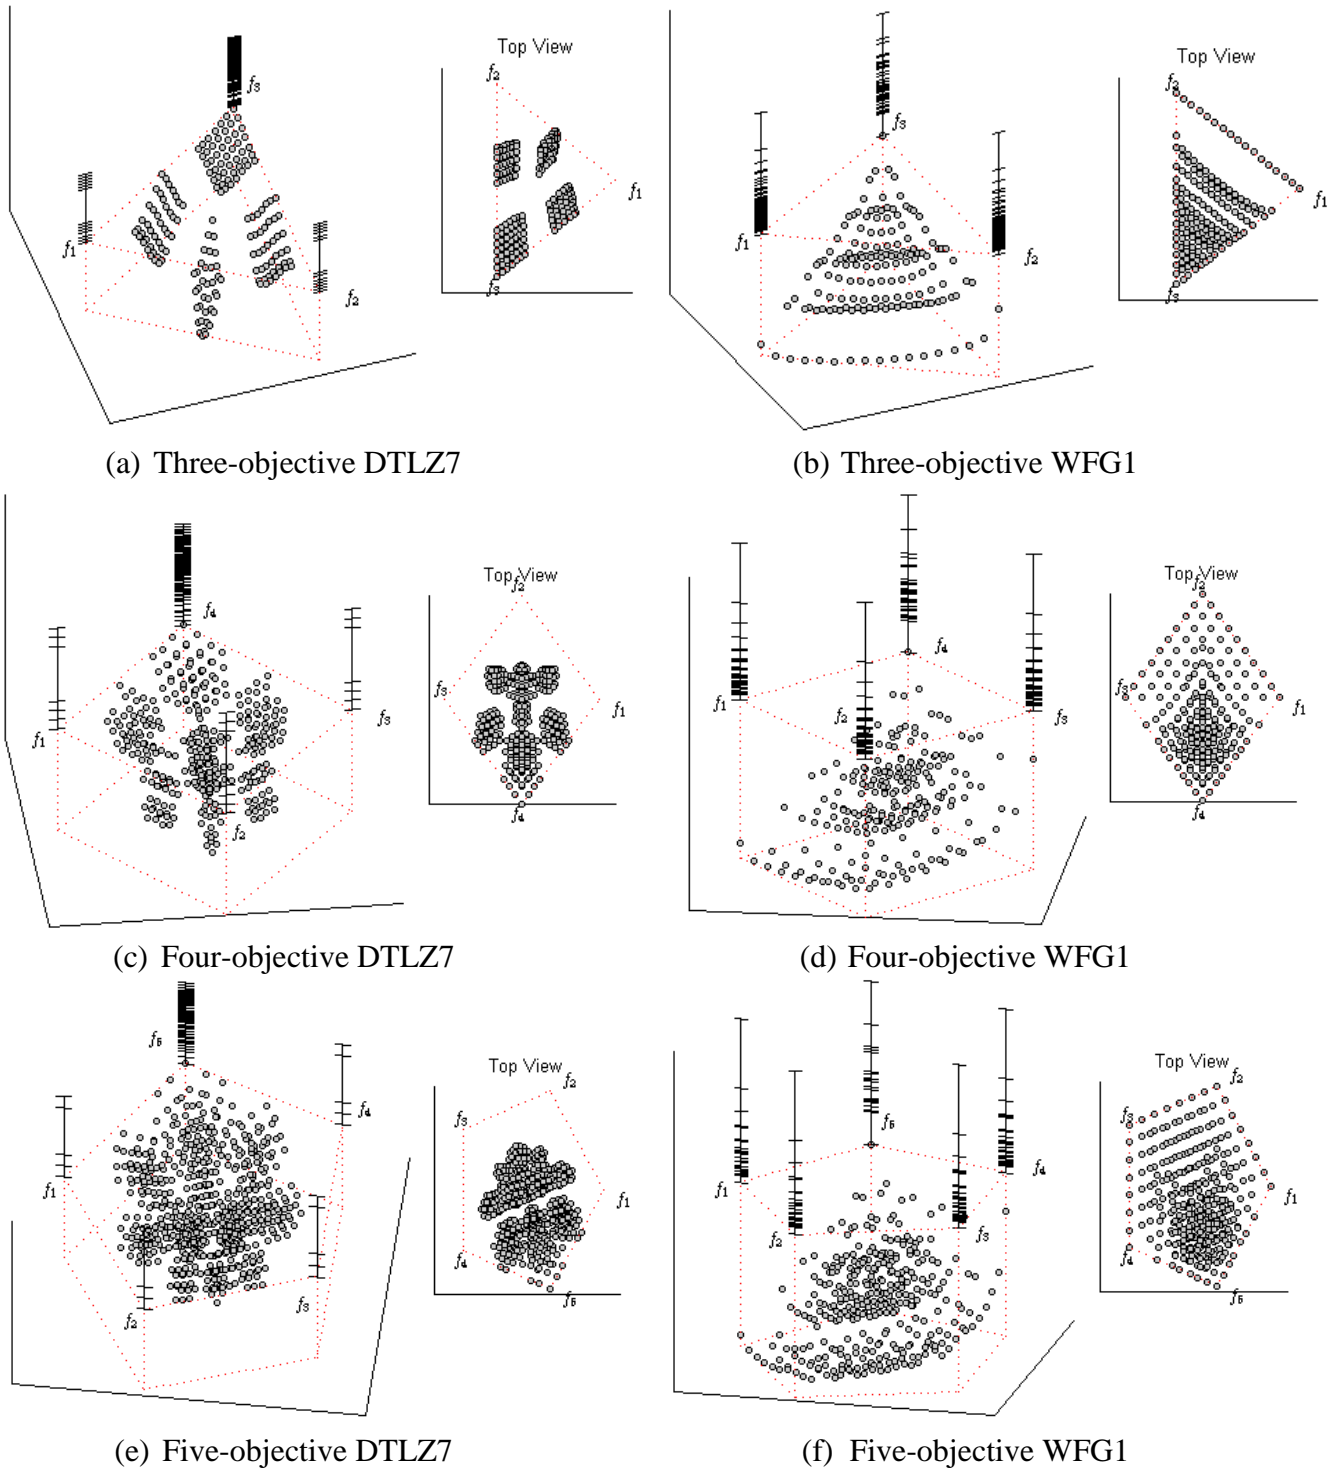 Top View
f3
f2
f1
f1
f2
f3
(a) Three-objective DTLZ7
Top View
f3
f2
f1
f1
f2
f3
(b) Three-objective WFG1
Top View
f2
f4
f3
f1
f3
f1
f2
f4
(c) Four-objective DTLZ7
Top View
f2
f4
f3
f1
f1
f2
f3
f4
(d) Four-objective WFG1
Top View
f5
f2
f4
f3
f1
f1
f4
f3
f2
f5
(e) Five-objective DTLZ7
Top View
f2
f5
f3
f4
f1
f1
f2
f3
f4
f5
(f) Five-objective WFG1